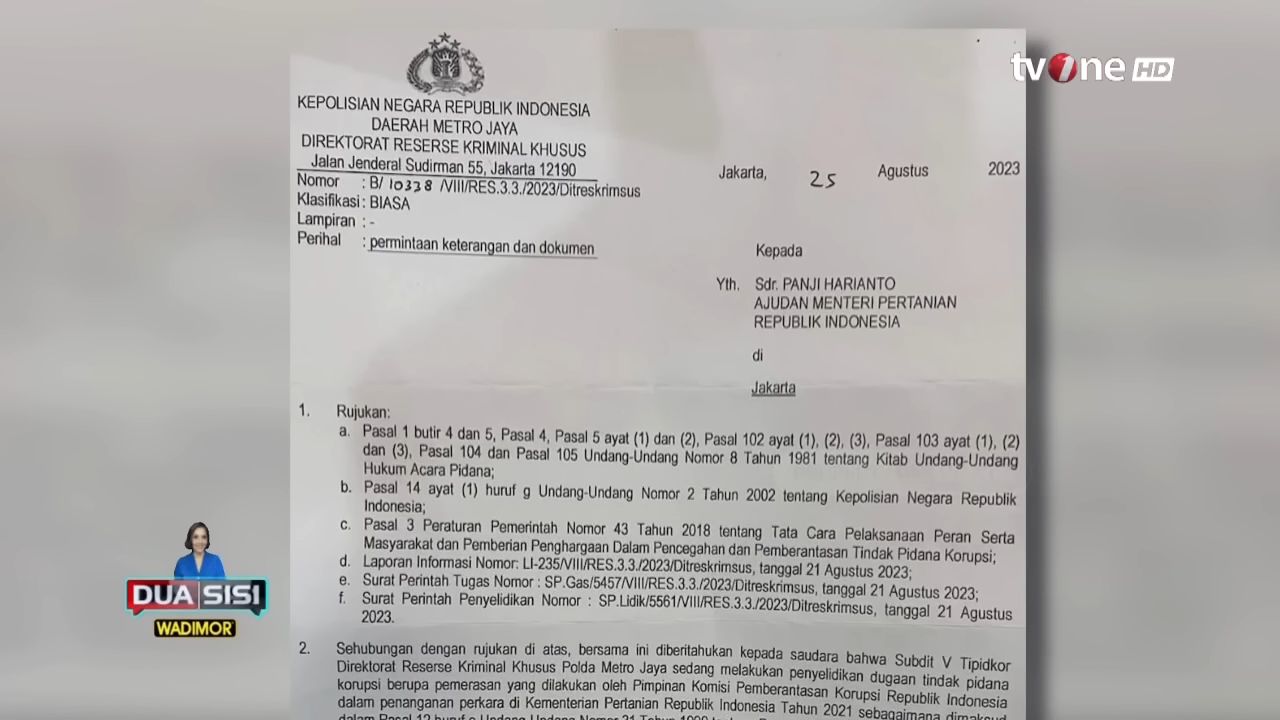 tvOne HD
KEPOLISIAN NEGARA REPUBLIK INDONESIA
DAERAH METRO JAYA
DIREKTORAT RESERSE KRIMINAL KHUSUS
Jalan Jenderal Sudirman 55, Jakarta 12190
Jakarta, 25 Agustus 2023
Nomor : B/ 10338 /VIII/RES.3.3./2023/Ditreskrimsus
Klasifikasi : BIASA
Lampiran : -
Perihal : permintaan keterangan dan dokumen
Kepada
Yth. Sdr. PANJI HARIANTO
AJUDAN MENTERI PERTANIAN
REPUBLIK INDONESIA
di
Jakarta
1. Rujukan:
a. Pasal 1 butir 4 dan 5, Pasal 4, Pasal 5 ayat (1) dan (2), Pasal 102 ayat (1), (2), (3), Pasal 103 ayat (1), (2)
dan (3), Pasal 104 dan Pasal 105 Undang-Undang Nomor 8 Tahun 1981 tentang Kitab Undang-Undang
Hukum Acara Pidana;
b. Pasal 14 ayat (1) huruf g Undang-Undang Nomor 2 Tahun 2002 tentang Kepolisian Negara Republik
Indonesia;
c. Pasal 3 Peraturan Pemerintah Nomor 43 Tahun 2018 tentang Tata Cara Pelaksanaan Peran Serta
Masyarakat dan Pemberian Penghargaan Dalam Pencegahan dan Pemberantasan Tindak Pidana Korupsi;
d. Laporan Informasi Nomor: LI-235/VIII/RES.3.3./2023/Ditreskrimsus, tanggal 21 Agustus 2023;
e. Surat Perintah Tugas Nomor : SP.Gas/5457/VIII/RES.3.3./2023/Ditreskrimsus, tanggal 21 Agustus 2023;
f. Surat Perintah Penyelidikan Nomor : SP.Lidik/5561/VIII/RES.3.3./2023/Ditreskrimsus, tanggal 21 Agustus
2023.
2. Sehubungan dengan rujukan di atas, bersama ini diberitahukan kepada saudara bahwa Subdit V Tipidkor
Direktorat Reserse Kriminal Khusus Polda Metro Jaya sedang melakukan penyelidikan dugaan tindak pidana
korupsi berupa pemerasan yang dilakukan oleh Pimpinan Komisi Pemberantasan Korupsi Republik Indonesia
dalam penanganan perkara di Kementerian Pertanian Republik Indonesia Tahun 2021 sebagaimana dimaksud
DUA SISI
WADIMOR